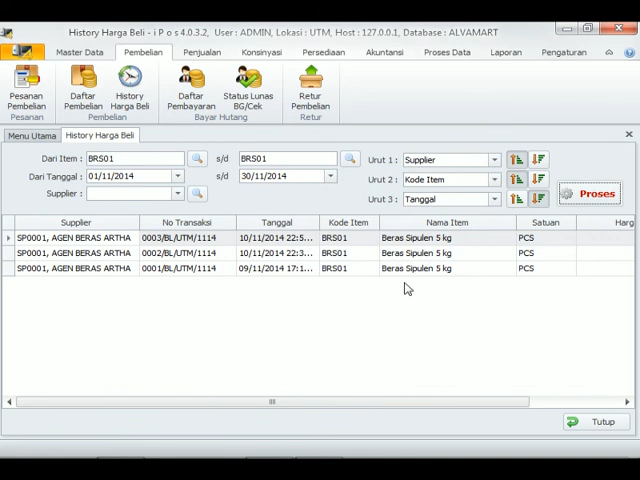 History Harga Beli - i P o s 4.0.3.2, User : ADMIN, Lokasi : UTM, Host : 127.0.0.1, Database : ALVAMART
Master Data Pembelian Penjualan Konsinyasi Persediaan Akuntansi Proses Data Laporan Pengaturan
Pesanan Pembelian
Daftar Pembelian
History Harga Beli
Daftar Pembayaran
Status Lunas BG/Cek
Retur Pembelian
Pesanan Pembelian Bayar Hutang Retur
Menu Utama History Harga Beli
Dari Item : BRS01 s/d BRS01 Urut 1 : Supplier
Dari Tanggal : 01/11/2014 s/d 30/11/2014 Urut 2 : Kode Item
Supplier : Urut 3 : Tanggal
Proses
Supplier No Transaksi Tanggal Kode Item Nama Item Satuan Harg
SP0001, AGEN BERAS ARTHA 0003/BL/UTM/1114 10/11/2014 22:5... BRS01 Beras Sipulen 5 kg PCS
SP0001, AGEN BERAS ARTHA 0002/BL/UTM/1114 10/11/2014 22:3... BRS01 Beras Sipulen 5 kg PCS
SP0001, AGEN BERAS ARTHA 0001/BL/UTM/1114 09/11/2014 17:1... BRS01 Beras Sipulen 5 kg PCS
Tutup